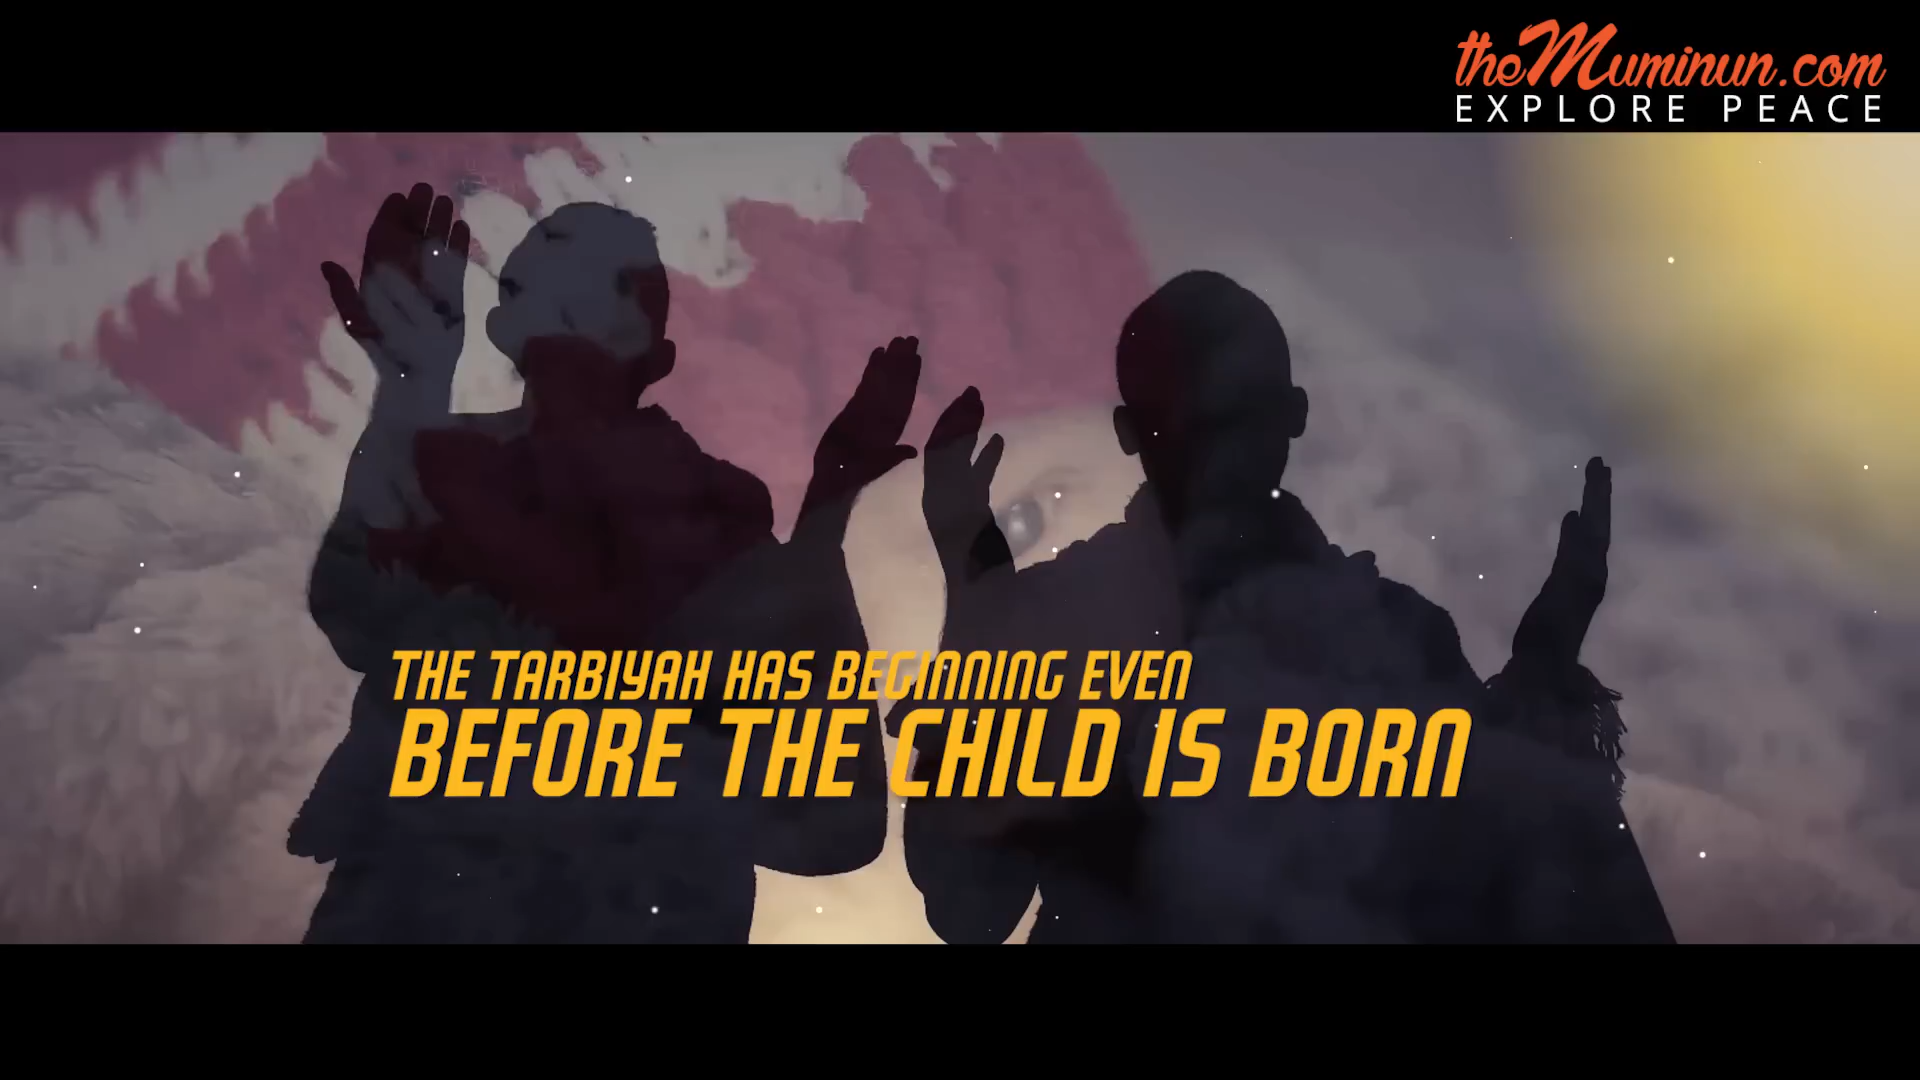 theMuminun.com
EXPLORE PEACE
THE TARBIYAH HAS BEGINNING EVEN
BEFORE THE CHILD IS BORN